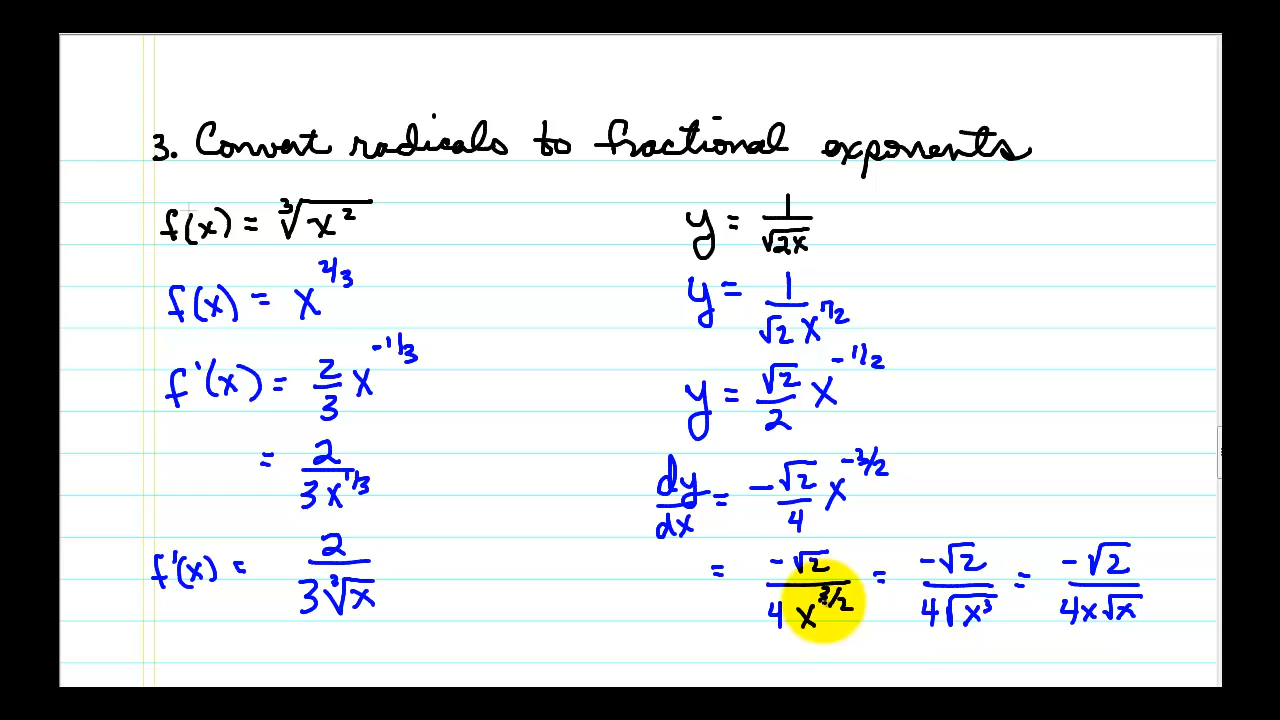 3. Convert radicals to fractional exponents
f(x) = ∛(x²)
f(x) = x^(2/3)
f'(x) = 2/3 x^(-1/3)
= 2/(3x^(1/3))
f'(x) = 2/(3∛x)
y = 1/√(2x)
y = 1/(√2 x^(1/2))
y = √2/2 x^(-1/2)
dy/dx = -√2/4 x^(-3/2)
= -√2/(4x^(3/2)) = -√2/(4√(x³)) = -√2/(4x√x)